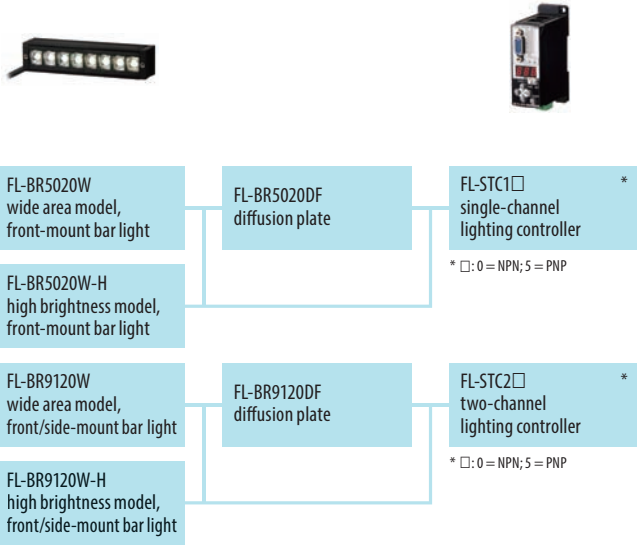 FL-BR5020W
wide area model,
front-mount bar light
FL-BR5020DF
diffusion plate
FL-STC1□ *
single-channel
lighting controller
* □: 0 = NPN; 5 = PNP
FL-BR5020W-H
high brightness model,
front-mount bar light
FL-BR9120W
wide area model,
front/side-mount bar light
FL-BR9120DF
diffusion plate
FL-STC2□ *
two-channel
lighting controller
* □: 0 = NPN; 5 = PNP
FL-BR9120W-H
high brightness model,
front/side-mount bar light